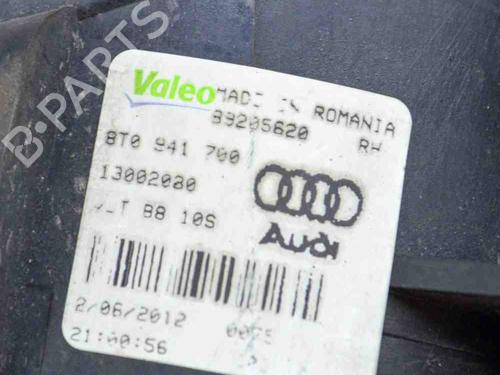 B-PARTS
Valeo MADE IN ROMANIA
89205620 RH
8T0 941 700
13002080
B8 10S
Audi
2/06/2012
21:00:56